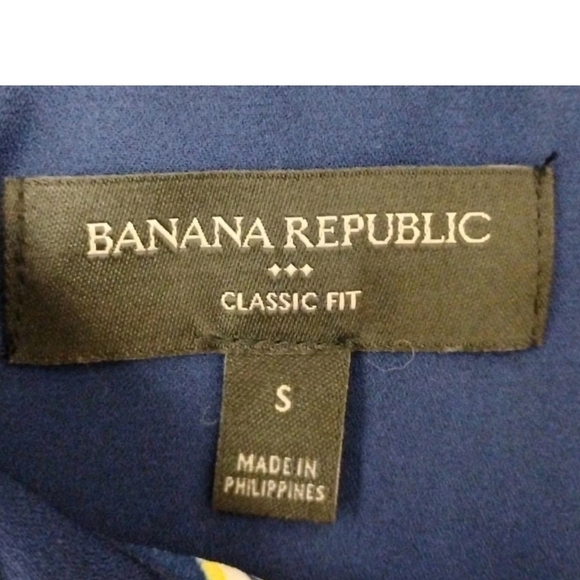 BANANA REPUBLIC
CLASSIC FIT
S
MADE IN
PHILIPPINES